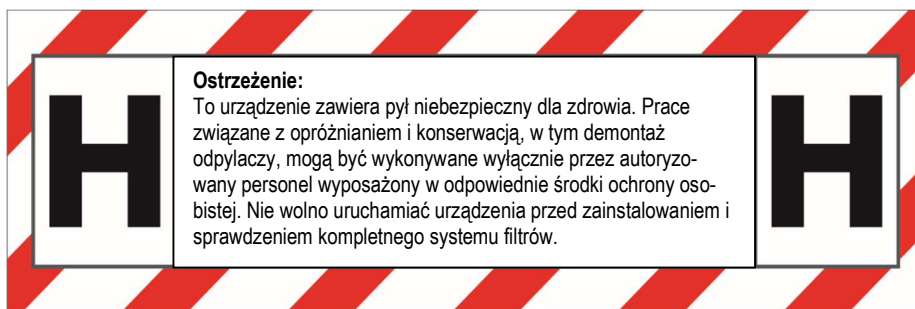 H
Ostrzeżenie:
To urządzenie zawiera pył niebezpieczny dla zdrowia. Prace
związane z opróżnianiem i konserwacją, w tym demontaż
odpylaczy, mogą być wykonywane wyłącznie przez autoryzo-
wany personel wyposażony w odpowiednie środki ochrony oso-
bistej. Nie wolno uruchamiać urządzenia przed zainstalowaniem i
sprawdzeniem kompletnego systemu filtrów.
H